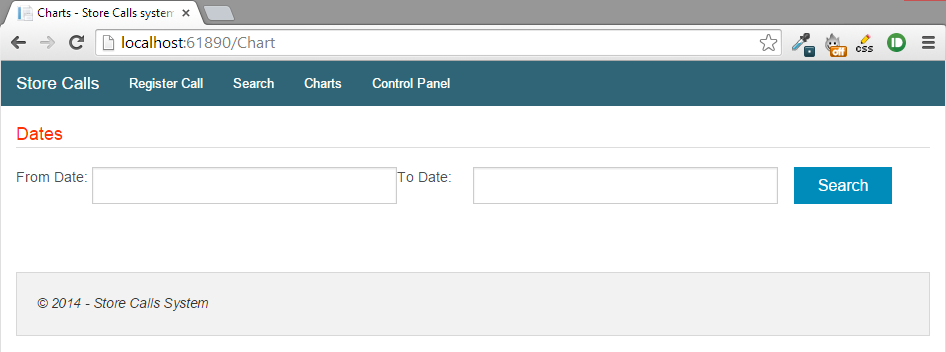 Charts - Store Calls system
localhost:61890/Chart
off
css
Store Calls Register Call Search Charts Control Panel
Dates
From Date: To Date: Search
© 2014 - Store Calls System